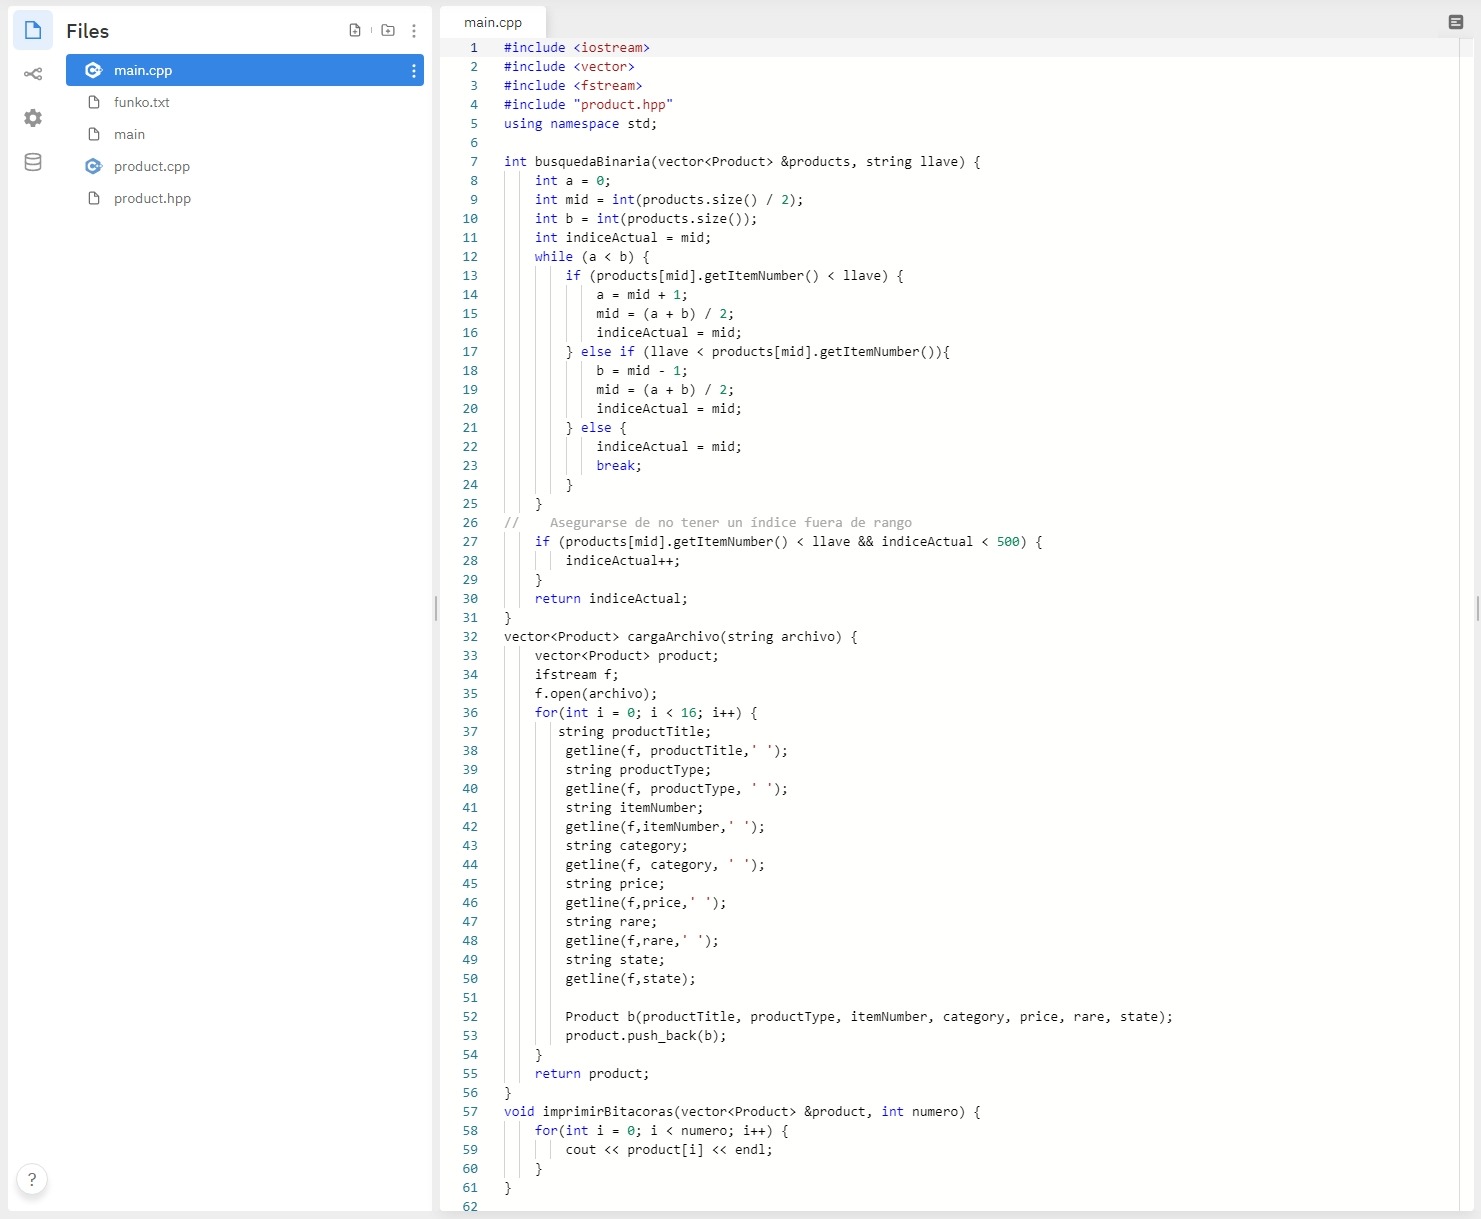 Files
main.cpp
funko.txt
main
product.cpp
product.hpp
?
main.cpp
1 #include <iostream>
2 #include <vector>
3 #include <fstream>
4 #include "product.hpp"
5 using namespace std;
6
7 int busquedaBinaria(vector<Product> &products, string llave) {
8     int a = 0;
9     int mid = int(products.size() / 2);
10     int b = int(products.size());
11     int indiceActual = mid;
12     while (a < b) {
13         if (products[mid].getItemNumber() < llave) {
14             a = mid + 1;
15             mid = (a + b) / 2;
16             indiceActual = mid;
17         } else if (llave < products[mid].getItemNumber()){
18             b = mid - 1;
19             mid = (a + b) / 2;
20             indiceActual = mid;
21         } else {
22             indiceActual = mid;
23             break;
24         }
25     }
26 //    Asegurarse de no tener un índice fuera de rango
27     if (products[mid].getItemNumber() < llave && indiceActual < 500) {
28         indiceActual++;
29     }
30     return indiceActual;
31 }
32 vector<Product> cargaArchivo(string archivo) {
33     vector<Product> product;
34     ifstream f;
35     f.open(archivo);
36     for(int i = 0; i < 16; i++) {
37        string productTitle;
38         getline(f, productTitle,' ');
39         string productType;
40         getline(f, productType, ' ');
41         string itemNumber;
42         getline(f,itemNumber,' ');
43         string category;
44         getline(f, category, ' ');
45         string price;
46         getline(f,price,' ');
47         string rare;
48         getline(f,rare,' ');
49         string state;
50         getline(f,state);
51
52         Product b(productTitle, productType, itemNumber, category, price, rare, state);
53         product.push_back(b);
54     }
55     return product;
56 }
57 void imprimirBitacoras(vector<Product> &product, int numero) {
58     for(int i = 0; i < numero; i++) {
59         cout << product[i] << endl;
60     }
61 }
62